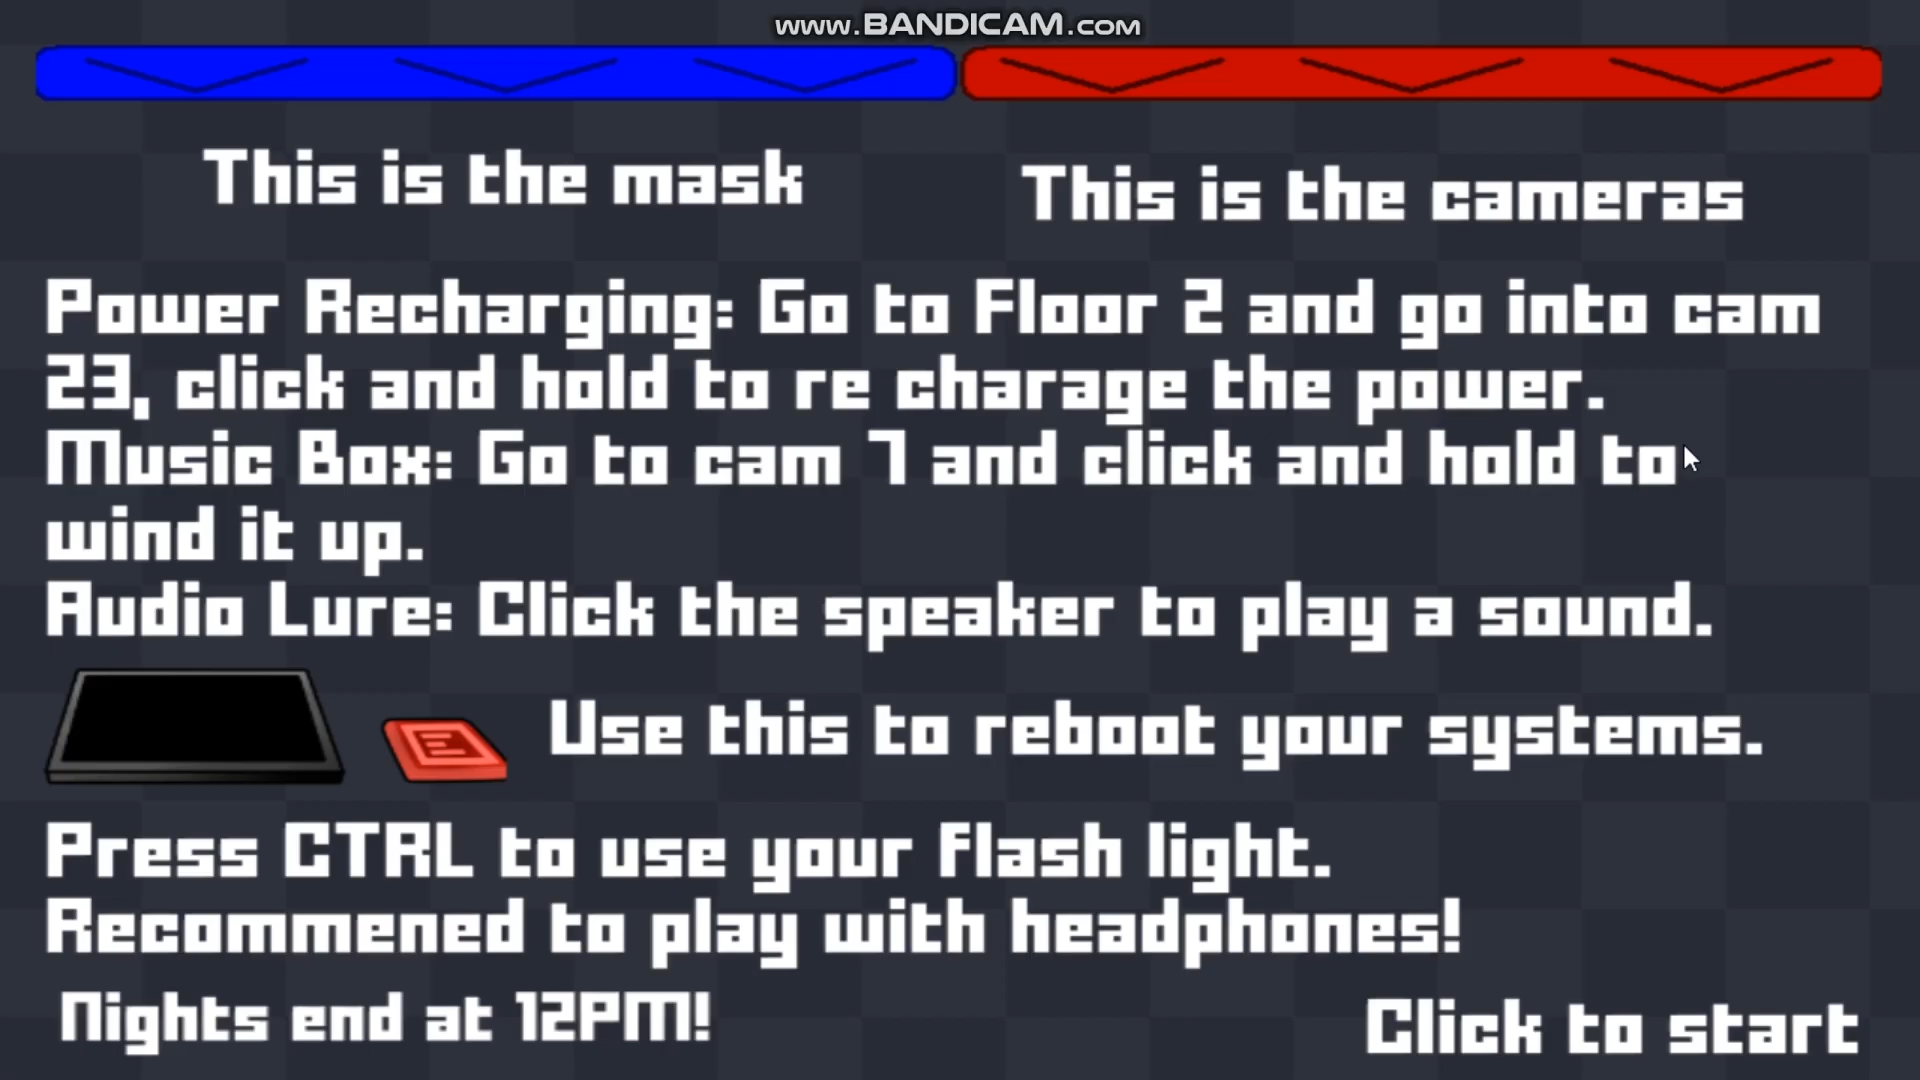 www.BANDICAM.com
This is the mask
This is the cameras
Power Recharging: Go to Floor 2 and go into cam
23, click and hold to re charage the power.
Music Box: Go to cam 7 and click and hold to
wind it up.
Audio Lure: Click the speaker to play a sound.
Use this to reboot your systems.
Press CTRL to use your flash light.
Recommened to play with headphones!
Nights end at 12PM!
Click to start